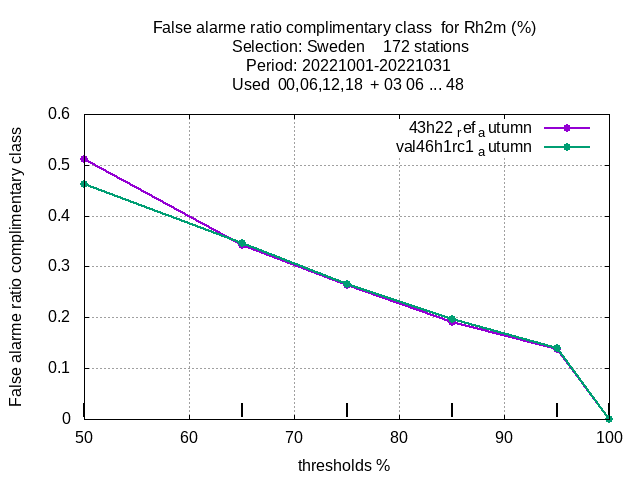 False alarme ratio complimentary class  for Rh2m (%)
Selection: Sweden    172 stations
Period: 20221001-20221031
Used  00,06,12,18  + 03 06 ... 48
43h22 ref a utumn
val46h1rc1 a utumn
False alarme ratio complimentary class
0.6
0.5
0.4
0.3
0.2
0.1
0
50 60 70 80 90 100
thresholds %